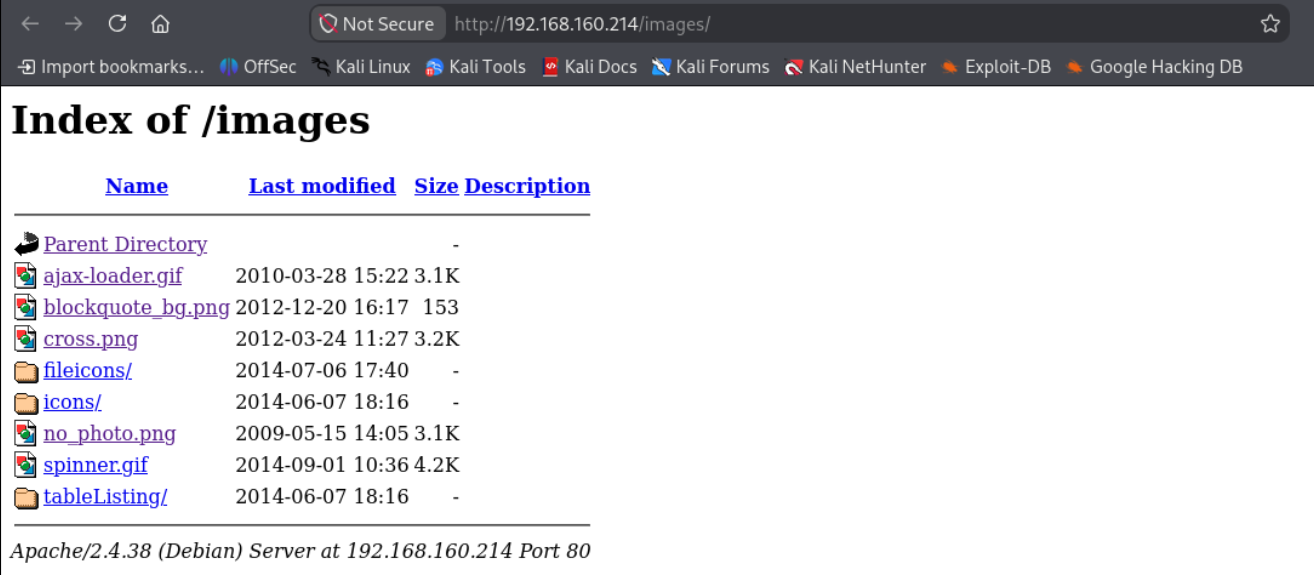 Not Secure http://192.168.160.214/images/
Import bookmarks... OffSec Kali Linux Kali Tools Kali Docs Kali Forums Kali NetHunter Exploit-DB Google Hacking DB
Index of /images
Name Last modified Size Description
Parent Directory -
ajax-loader.gif 2010-03-28 15:22 3.1K
blockquote_bg.png 2012-12-20 16:17 153
cross.png 2012-03-24 11:27 3.2K
fileicons/ 2014-07-06 17:40 -
icons/ 2014-06-07 18:16 -
no_photo.png 2009-05-15 14:05 3.1K
spinner.gif 2014-09-01 10:36 4.2K
tableListing/ 2014-06-07 18:16 -
Apache/2.4.38 (Debian) Server at 192.168.160.214 Port 80